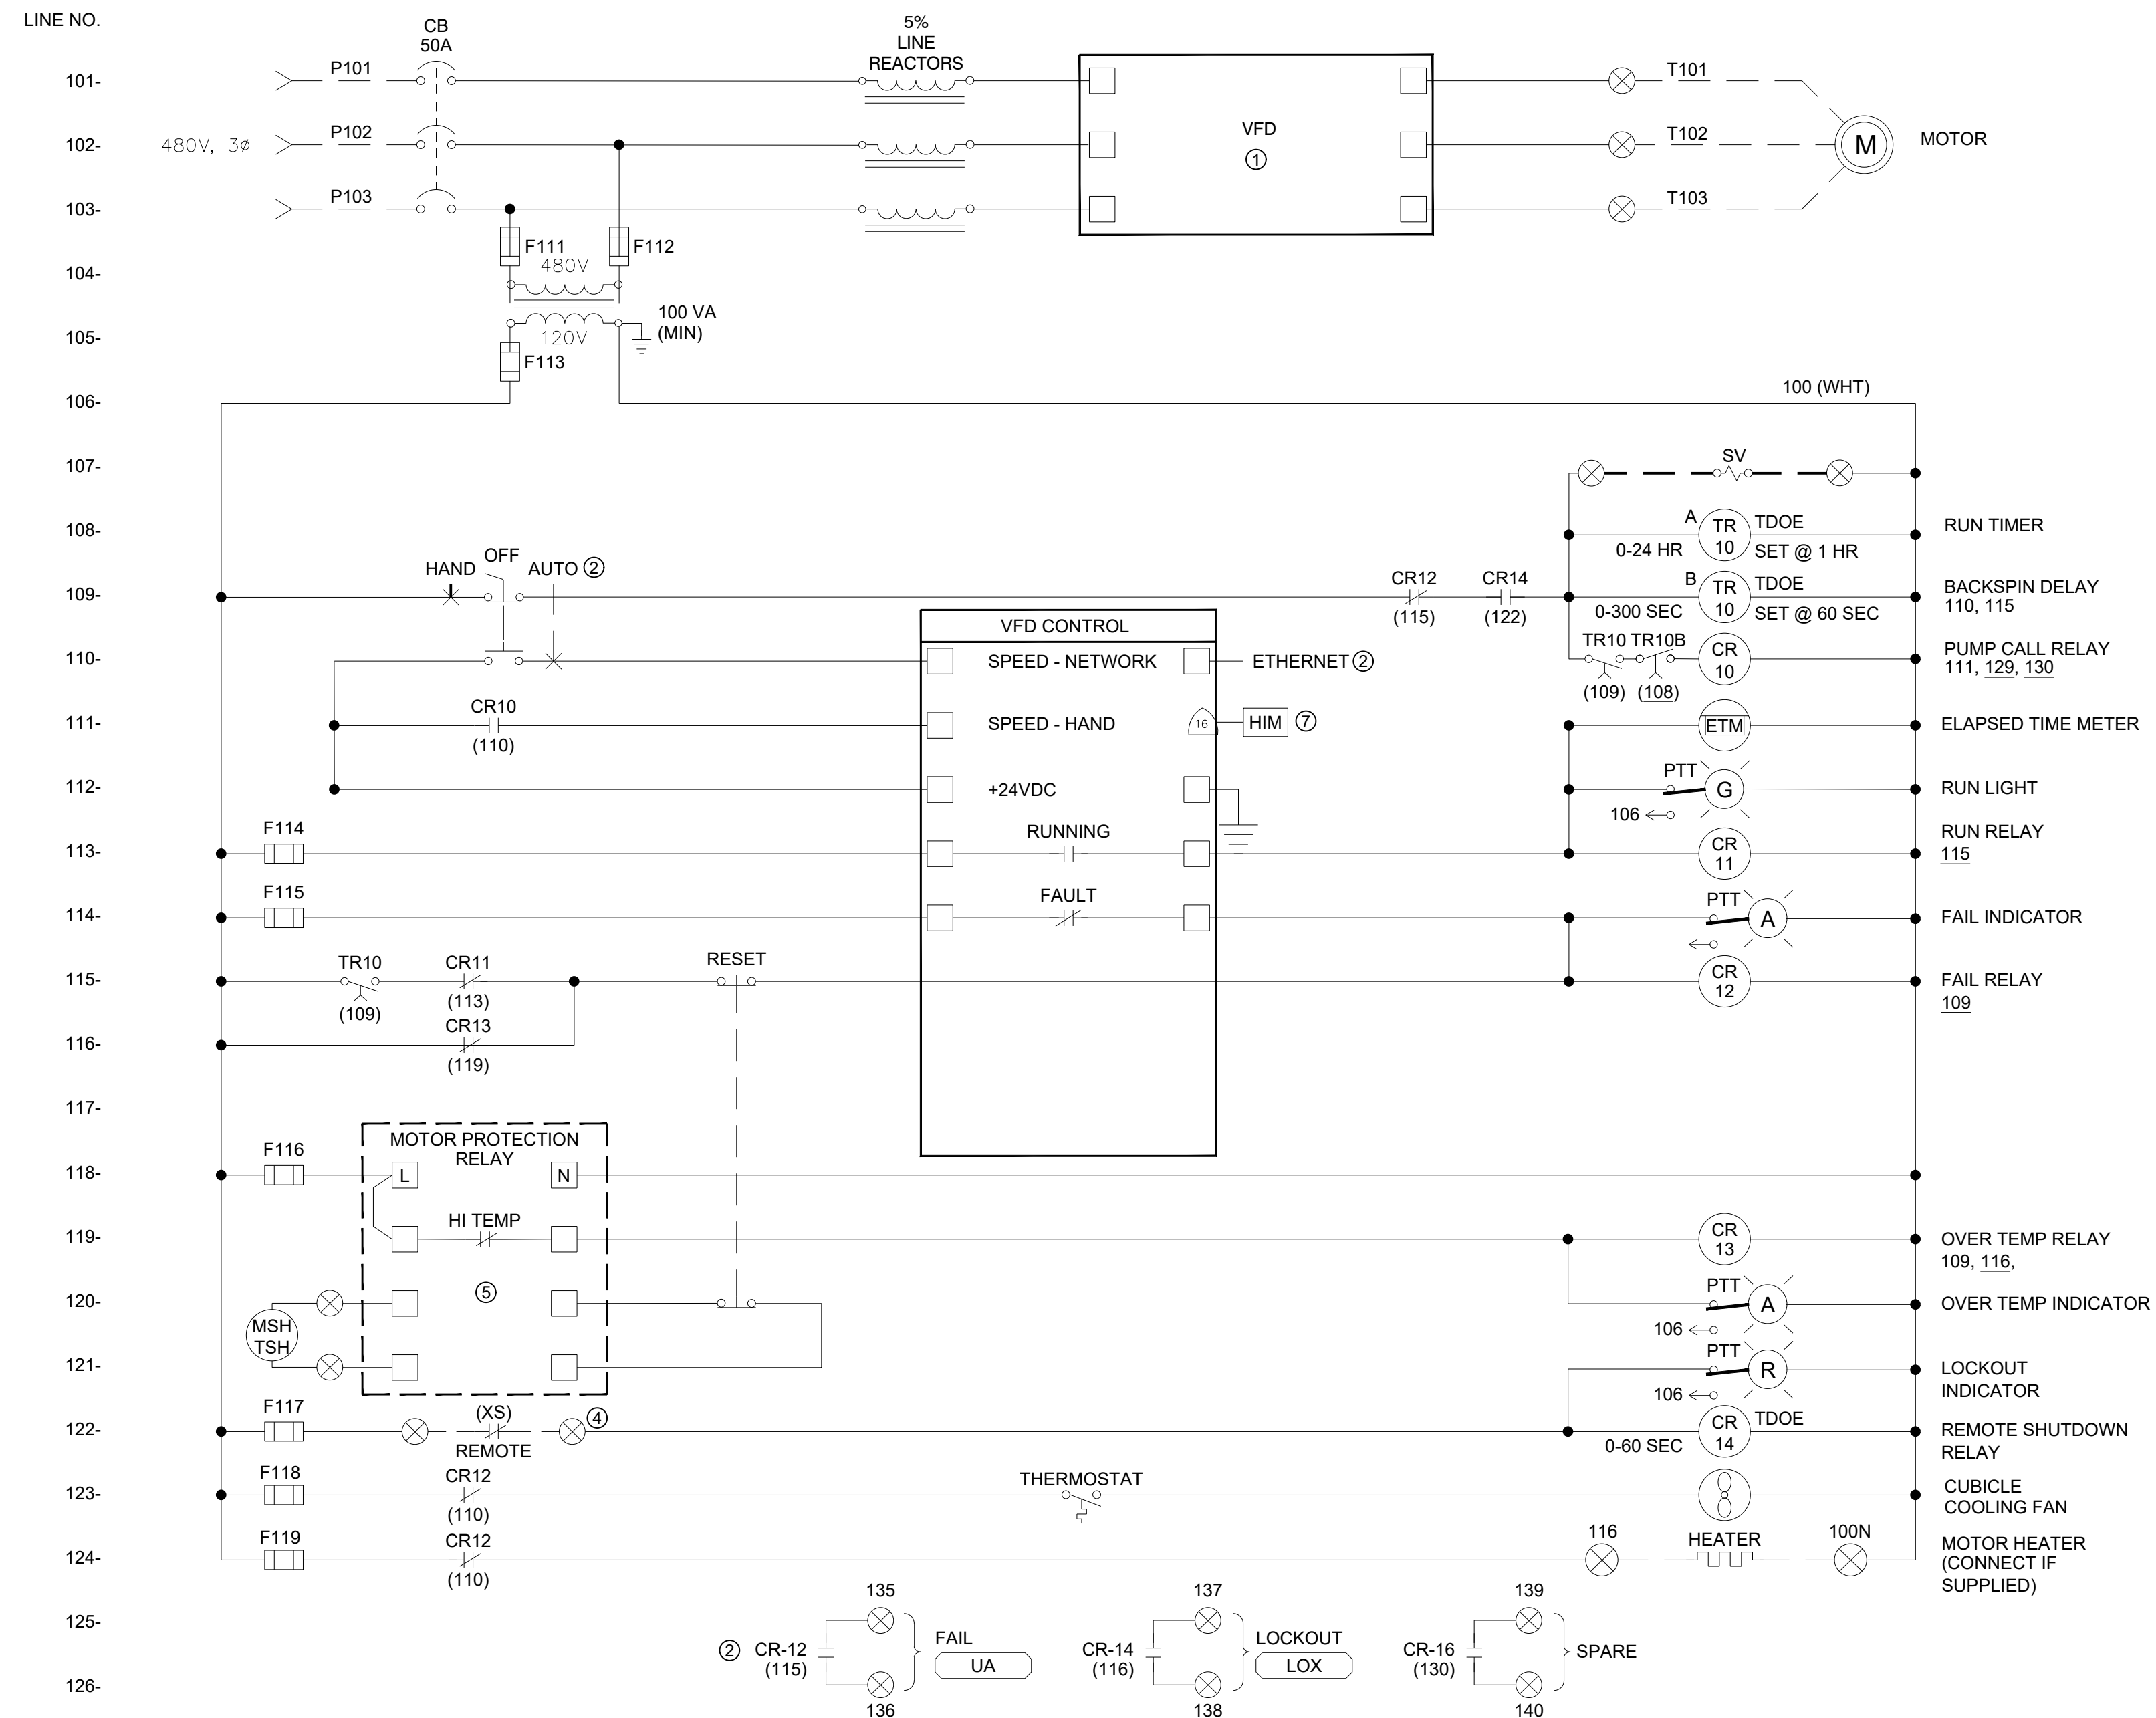 LINE NO.
CB
50A
5%
LINE
REACTORS
101-
P101
T101
102-
480V, 3ø
P102
VFD
1
T102
M
MOTOR
103-
P103
T103
F111
F112
480V
104-
100 VA
(MIN)
120V
105-
F113
106-
100 (WHT)
107-
SV
108-
A
TR
10
TDOE
0-24 HR
SET @ 1 HR
RUN TIMER
HAND
OFF
AUTO 2
109-
CR12
(115)
CR14
(122)
B
TR
10
TDOE
0-300 SEC
SET @ 60 SEC
BACKSPIN DELAY
110, 115
VFD CONTROL
110-
SPEED - NETWORK
ETHERNET 2
TR10 TR10B
(109) (108)
CR
10
PUMP CALL RELAY
111, 129, 130
111-
CR10
(110)
SPEED - HAND
16
HIM
7
ETM
ELAPSED TIME METER
112-
+24VDC
PTT
G
106
RUN LIGHT
113-
F114
RUNNING
CR
11
RUN RELAY
115
114-
F115
FAULT
PTT
A
FAIL INDICATOR
115-
TR10
(109)
CR11
(113)
RESET
CR
12
FAIL RELAY
109
116-
CR13
(119)
117-
MOTOR PROTECTION
RELAY
118-
F116
L
N
119-
HI TEMP
CR
13
OVER TEMP RELAY
109, 116,
120-
5
PTT
A
106
OVER TEMP INDICATOR
MSH
TSH
121-
PTT
R
106
LOCKOUT
INDICATOR
122-
F117
(XS)
REMOTE
4
CR
14
TDOE
0-60 SEC
REMOTE SHUTDOWN
RELAY
123-
F118
CR12
(110)
THERMOSTAT
CUBICLE
COOLING FAN
124-
F119
CR12
(110)
116
HEATER
100N
MOTOR HEATER
(CONNECT IF
SUPPLIED)
135
137
139
125-
2
CR-12
(115)
FAIL
UA
CR-14
(116)
LOCKOUT
LOX
CR-16
(130)
SPARE
126-
136
138
140